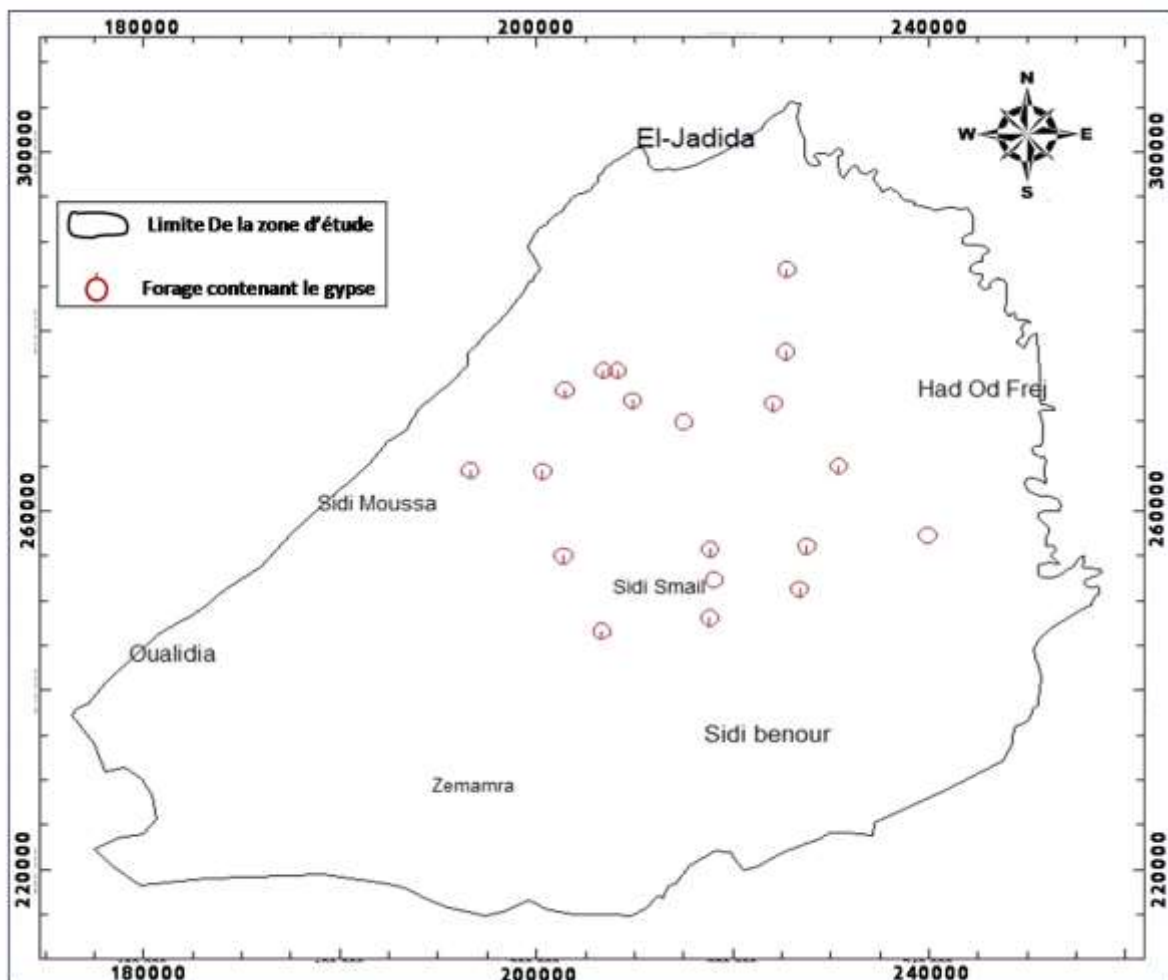 180000 200000 240000
N
W E
S
300000 300000
El-Jadida
Limite De la zone d'étude
Forage contenant le gypse
Had Od Frej
260000 260000
Sidi Moussa
Sidi Smail
Oualidia
Sidi benour
Zemamra
220000 220000
180000 200000 240000